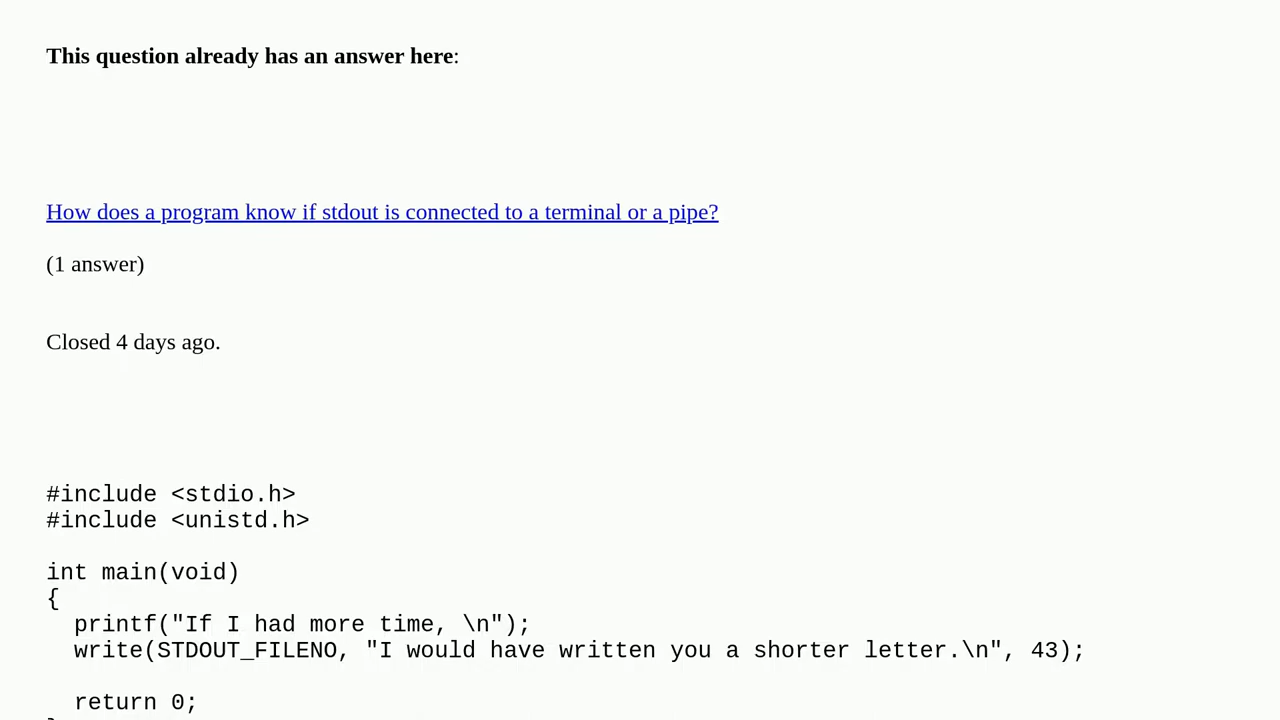 This question already has an answer here:
How does a program know if stdout is connected to a terminal or a pipe?
(1 answer)
Closed 4 days ago.
#include <stdio.h>
#include <unistd.h>
int main(void)
{
  printf("If I had more time, \n");
  write(STDOUT_FILENO, "I would have written you a shorter letter.\n", 43);
  return 0;